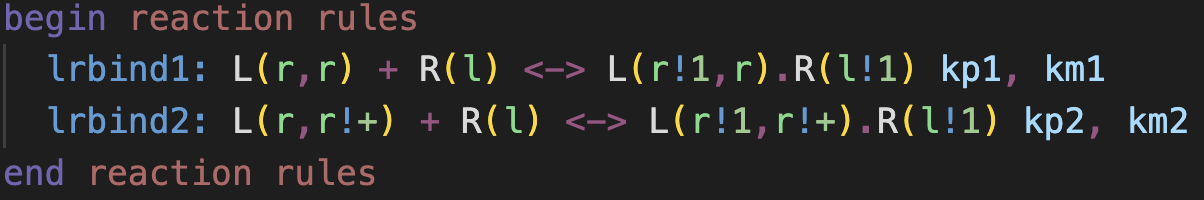 begin reaction rules
lrbind1: L(r,r) + R(l) <-> L(r!1,r).R(l!1) kp1, km1
lrbind2: L(r,r!+) + R(l) <-> L(r!1,r!+).R(l!1) kp2, km2
end reaction rules